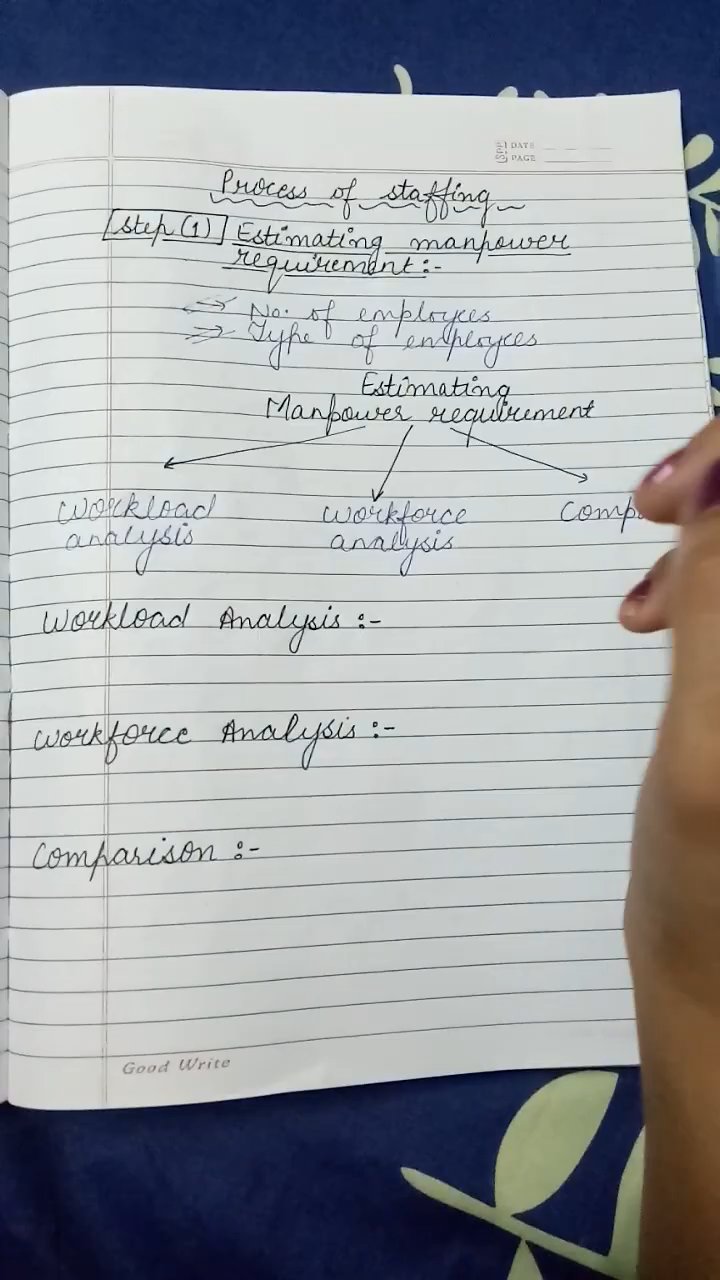 DATE
PAGE
Process of staffing
Step (1) Estimating manpower
requirement :-
⇒ No. of employees
⇒ Type of employees
Estimating
Manpower requirement
Workload
analysis
Workforce
analysis
Comp
Workload Analysis :-
Workforce Analysis :-
Comparison :-
Good Write